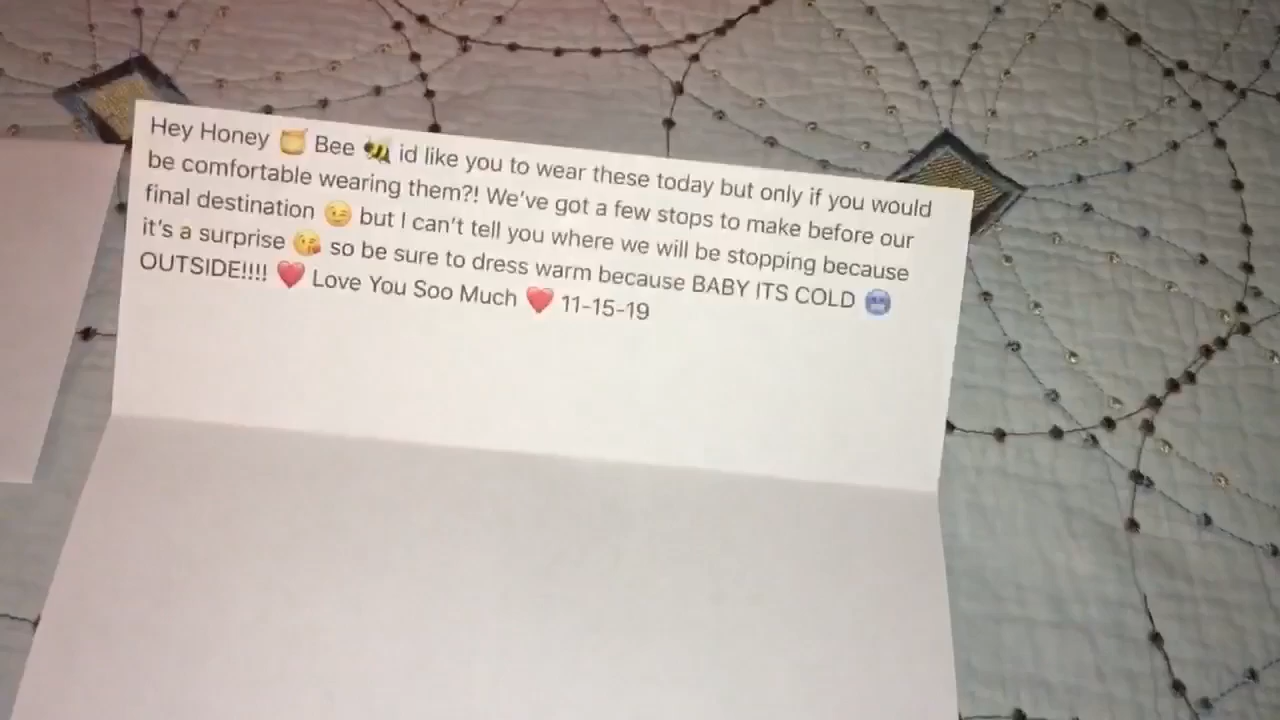 Hey Honey 🍯 Bee 🐝 id like you to wear these today but only if you would
be comfortable wearing them?! We've got a few stops to make before our
final destination 😉 but I can't tell you where we will be stopping because
it's a surprise 😘 so be sure to dress warm because BABY ITS COLD 🥶
OUTSIDE!!!! ❤️ Love You Soo Much ❤️ 11-15-19